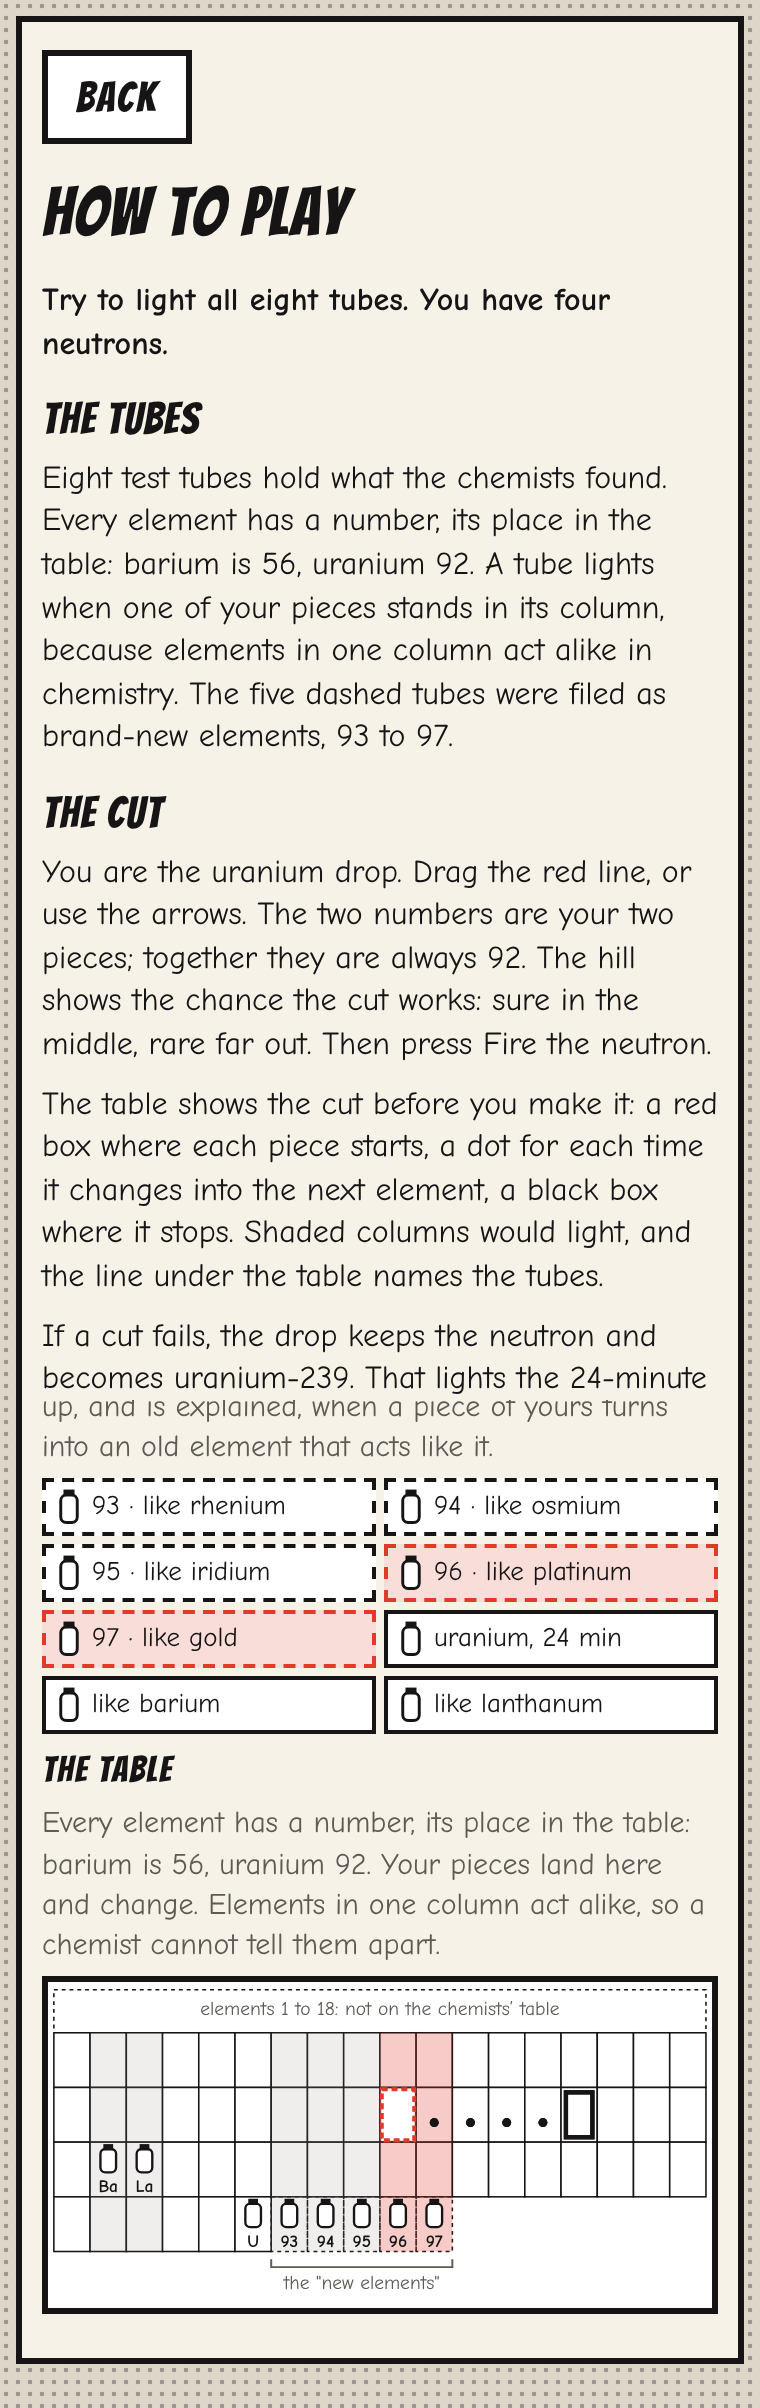 BACK
HOW TO PLAY
Try to light all eight tubes. You have four
neutrons.
THE TUBES
Eight test tubes hold what the chemists found.
Every element has a number, its place in the
table: barium is 56, uranium 92. A tube lights
when one of your pieces stands in its column,
because elements in one column act alike in
chemistry. The five dashed tubes were filed as
brand-new elements, 93 to 97.
THE CUT
You are the uranium drop. Drag the red line, or
use the arrows. The two numbers are your two
pieces; together they are always 92. The hill
shows the chance the cut works: sure in the
middle, rare far out. Then press Fire the neutron.
The table shows the cut before you make it: a red
box where each piece starts, a dot for each time
it changes into the next element, a black box
where it stops. Shaded columns would light, and
the line under the table names the tubes.
If a cut fails, the drop keeps the neutron and
becomes uranium-239. That lights the 24-minute
up, and is explained, when a piece of yours turns
into an old element that acts like it.
93 · like rhenium
94 · like osmium
95 · like iridium
96 · like platinum
97 · like gold
uranium, 24 min
like barium
like lanthanum
THE TABLE
Every element has a number, its place in the table:
barium is 56, uranium 92. Your pieces land here
and change. Elements in one column act alike, so a
chemist cannot tell them apart.
elements 1 to 18: not on the chemists' table
Ba La
U 93 94 95 96 97
the "new elements"